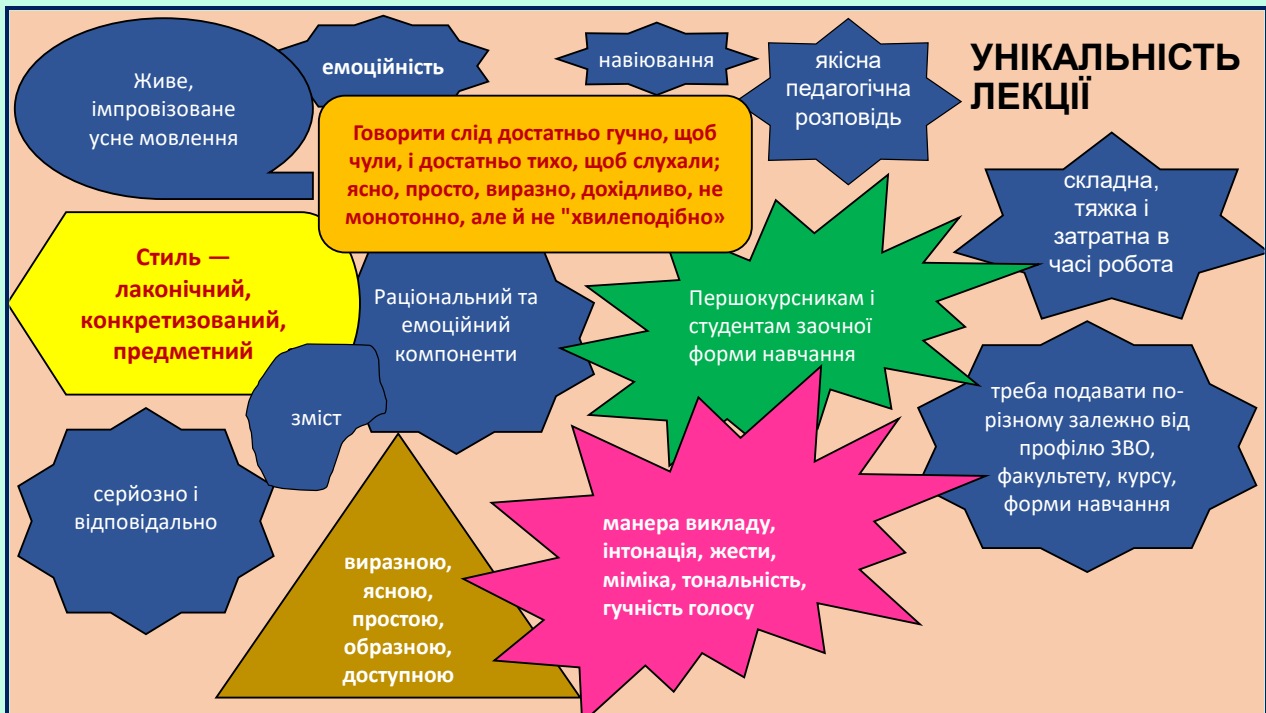 УНІКАЛЬНІСТЬ
ЛЕКЦІЇ
Живе,
імпровізоване
усне мовлення
емоційність
навіювання
якісна
педагогічна
розповідь
Говорити слід достатньо гучно, щоб
чули, і достатньо тихо, щоб слухали;
ясно, просто, виразно, дохідливо, не
монотонно, але й не "хвилеподібно»
складна,
тяжка і
затратна в
часі робота
Стиль —
лаконічний,
конкретизований,
предметний
Раціональний та
емоційний
компоненти
Першокурсникам і
студентам заочної
форми навчання
зміст
треба подавати по-
різному залежно від
профілю ЗВО,
факультету, курсу,
форми навчання
серйозно і
відповідально
виразною,
ясною,
простою,
образною,
доступною
манера викладу,
інтонація, жести,
міміка, тональність,
гучність голосу